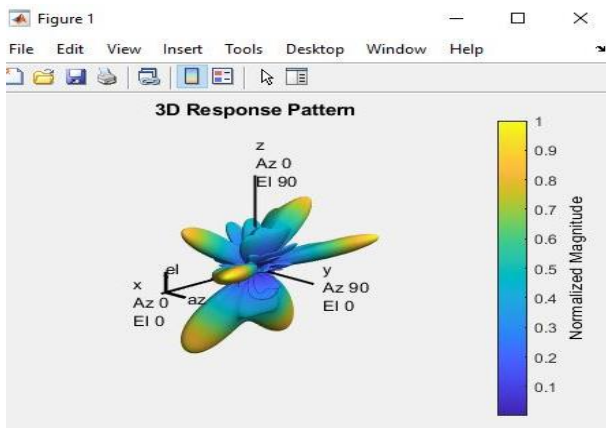 Figure 1
File Edit View Insert Tools Desktop Window Help
3D Response Pattern
z
Az 0
El 90
x
Az 0
El 0
el
az
y
Az 90
El 0
1
0.9
0.8
0.7
0.6
0.5
0.4
0.3
0.2
0.1
Normalized Magnitude